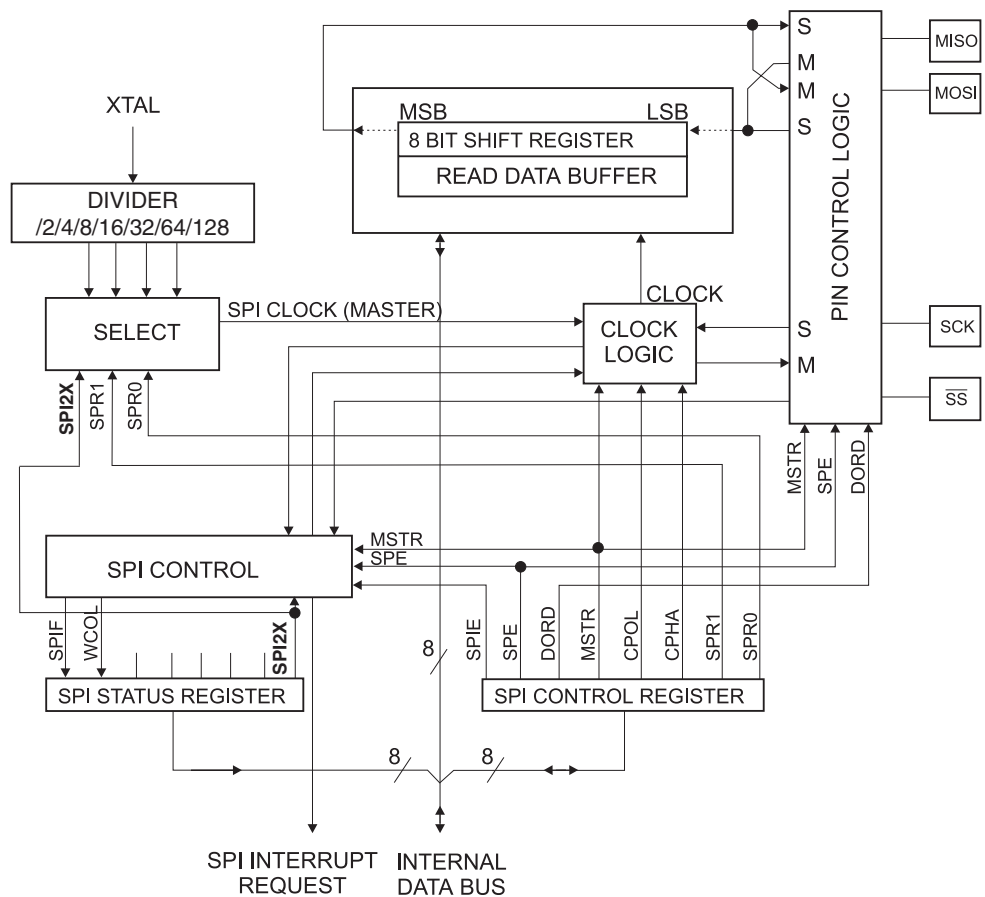 S
M
M
S
MISO
MOSI
XTAL
MSB
LSB
8 BIT SHIFT REGISTER
READ DATA BUFFER
DIVIDER
/2/4/8/16/32/64/128
PIN CONTROL LOGIC
SPI CLOCK (MASTER)
CLOCK
SELECT
CLOCK
LOGIC
S
M
SCK
SS
SPI2X
SPR1
SPR0
MSTR
SPE
DORD
MSTR
SPE
SPI CONTROL
SPIF
WCOL
SPI2X
8
SPIE
SPE
DORD
MSTR
CPOL
CPHA
SPR1
SPR0
SPI STATUS REGISTER
SPI CONTROL REGISTER
8
8
SPI INTERRUPT
REQUEST
INTERNAL
DATA BUS